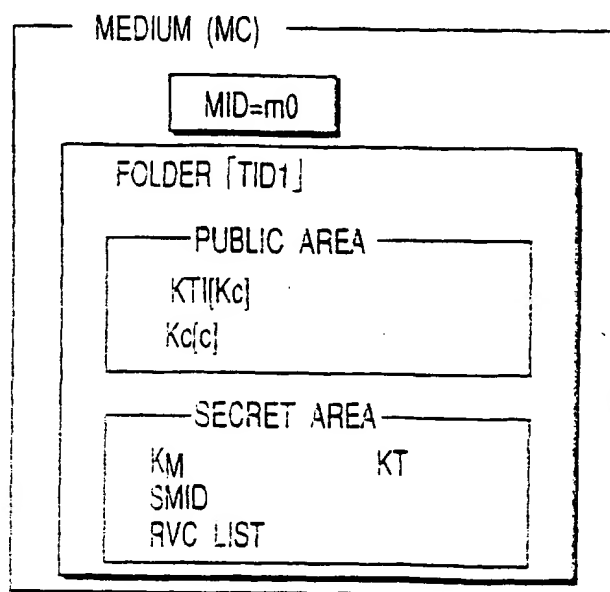 MEDIUM (MC)
MID=m0
FOLDER「TID1」
PUBLIC AREA
KTI[Kc]
Kc[c]
SECRET AREA
KM KT
SMID
RVC LIST